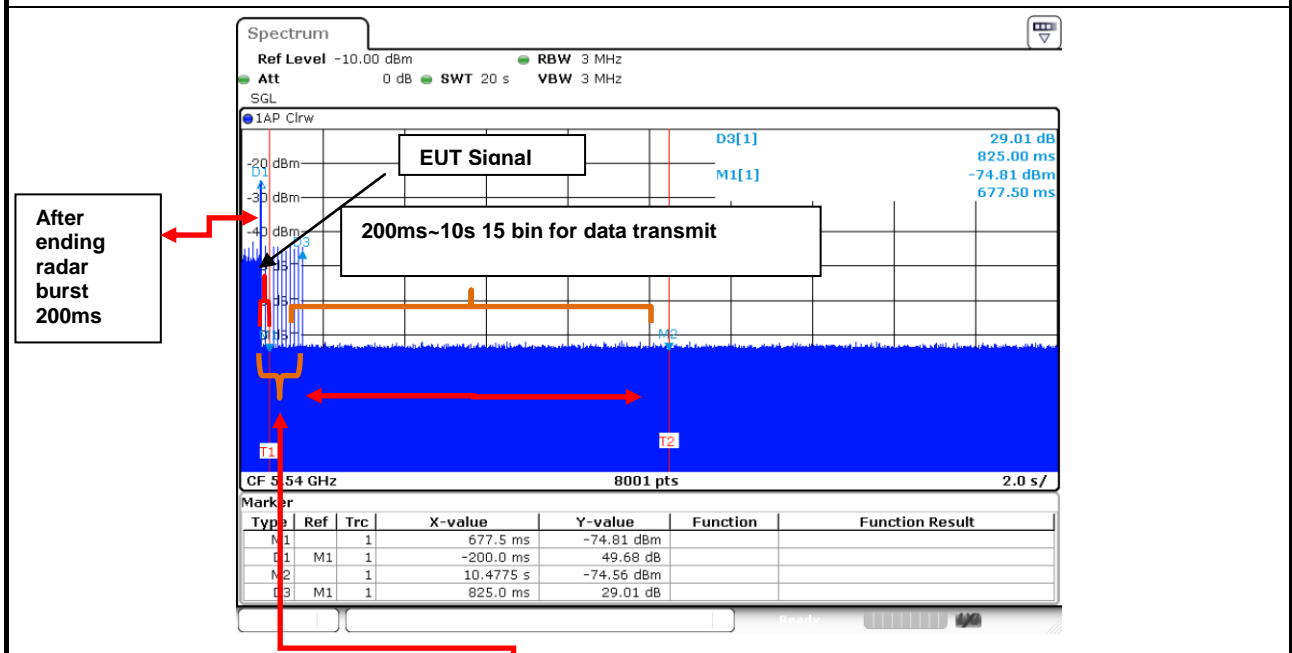 Spectrum
Ref Level -10.00 dBm RBW 3 MHz
Att 0 dB SWT 20 s VBW 3 MHz
SGL
1AP Clrw
D3[1] 29.01 dB
825.00 ms
M1[1] -74.81 dBm
677.50 ms
-20 dBm
D1
-30 dBm
-40 dBm
D3
EUT Signal
200ms~10s 15 bin for data transmit
After
ending
radar
burst
200ms
M2
T1
T2
CF 5.54 GHz 8001 pts 2.0 s/
Marker
Type Ref Trc X-value Y-value Function Function Result
M1 1 677.5 ms -74.81 dBm
D1 M1 1 -200.0 ms 49.68 dB
M2 1 10.4775 s -74.56 dBm
D3 M1 1 825.0 ms 29.01 dB
Ready